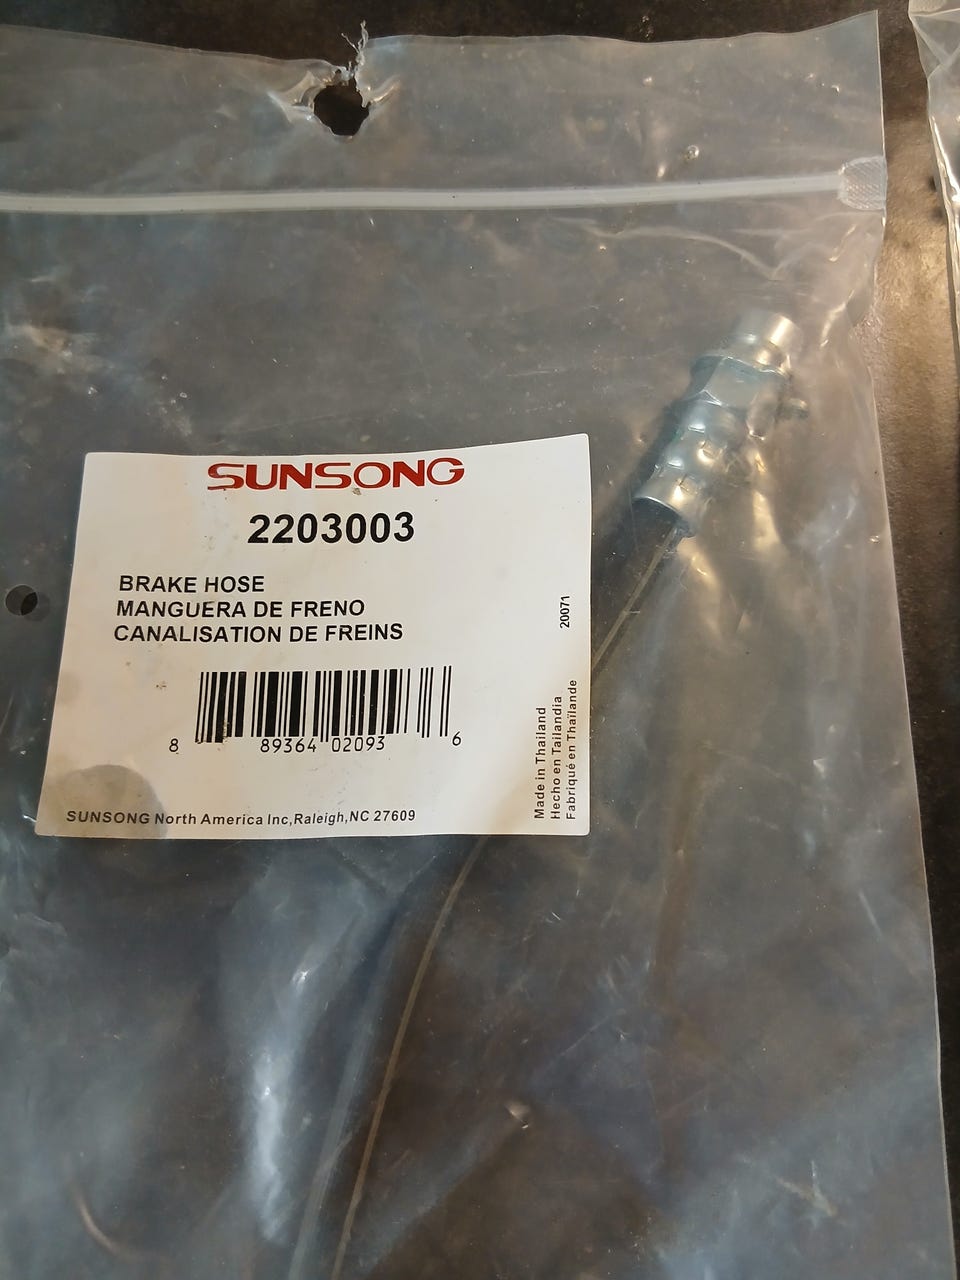 SUNSONG
2203003
BRAKE HOSE
MANGUERA DE FRENO
CANALISATION DE FREINS
8 89364 02093 6
SUNSONG North America Inc,Raleigh,NC 27609
20071
Made in Thailand
Hecho en Tailandia
Fabriqué en Thaïlande